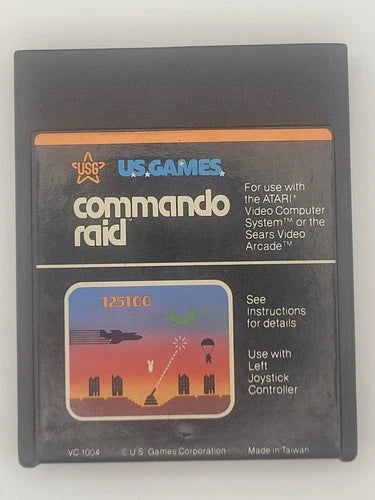 USG
U.S. GAMES
commando
raid
For use with
the ATARI®
Video Computer
System™ or the
Sears Video
Arcade™
125100
See
Instructions
for details
Use with
Left
Joystick
Controller
VC 1004 © U.S. Games Corporation Made in Taiwan